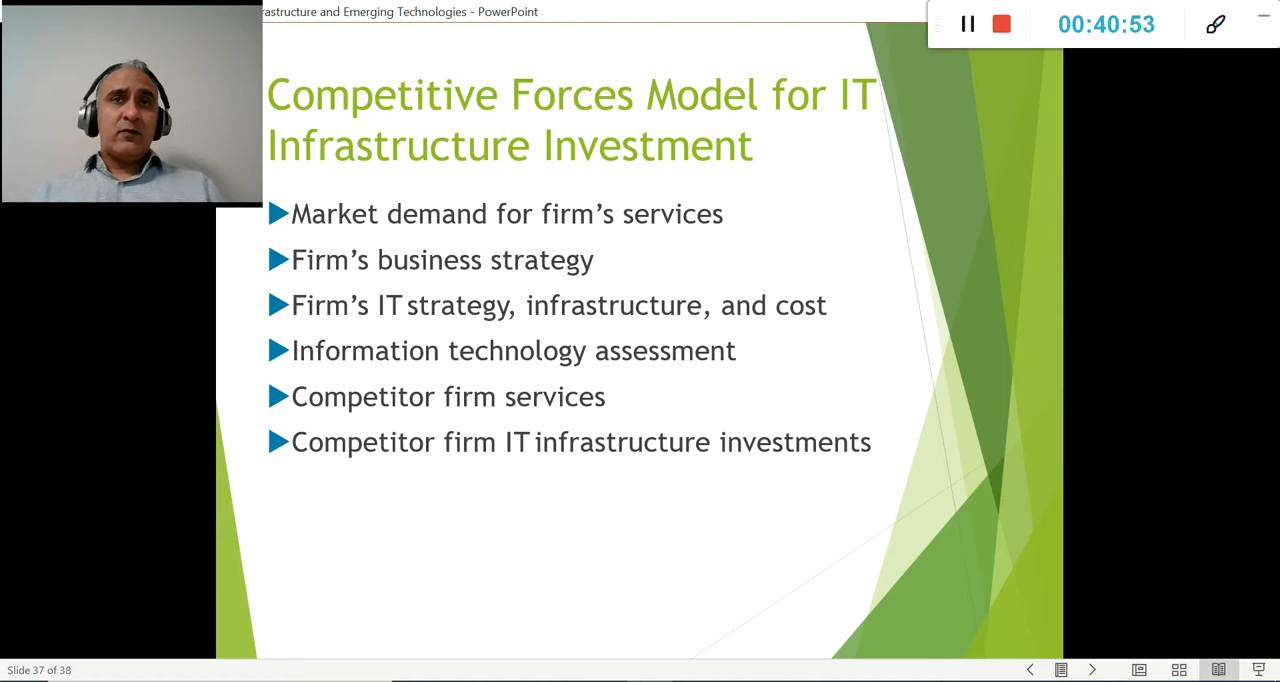 rastructure and Emerging Technologies - PowerPoint
00:40:53
Competitive Forces Model for IT
Infrastructure Investment
Market demand for firm's services
Firm's business strategy
Firm's IT strategy, infrastructure, and cost
Information technology assessment
Competitor firm services
Competitor firm IT infrastructure investments
Slide 37 of 38